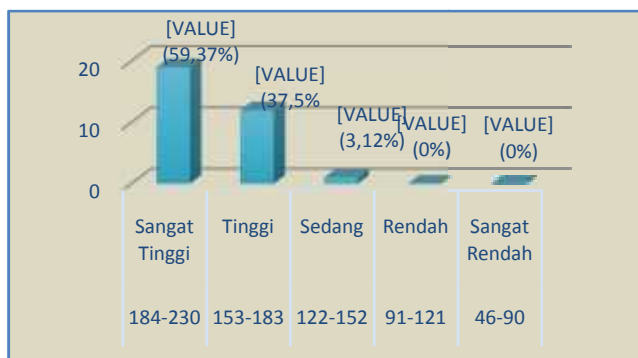 [VALUE]
(59,37%)
[VALUE]
(37,5%
[VALUE]
(3,12%)
[VALUE]
(0%)
[VALUE]
(0%)
20
10
0
Sangat Tinggi
Tinggi
Sedang
Rendah
Sangat Rendah
184-230
153-183
122-152
91-121
46-90